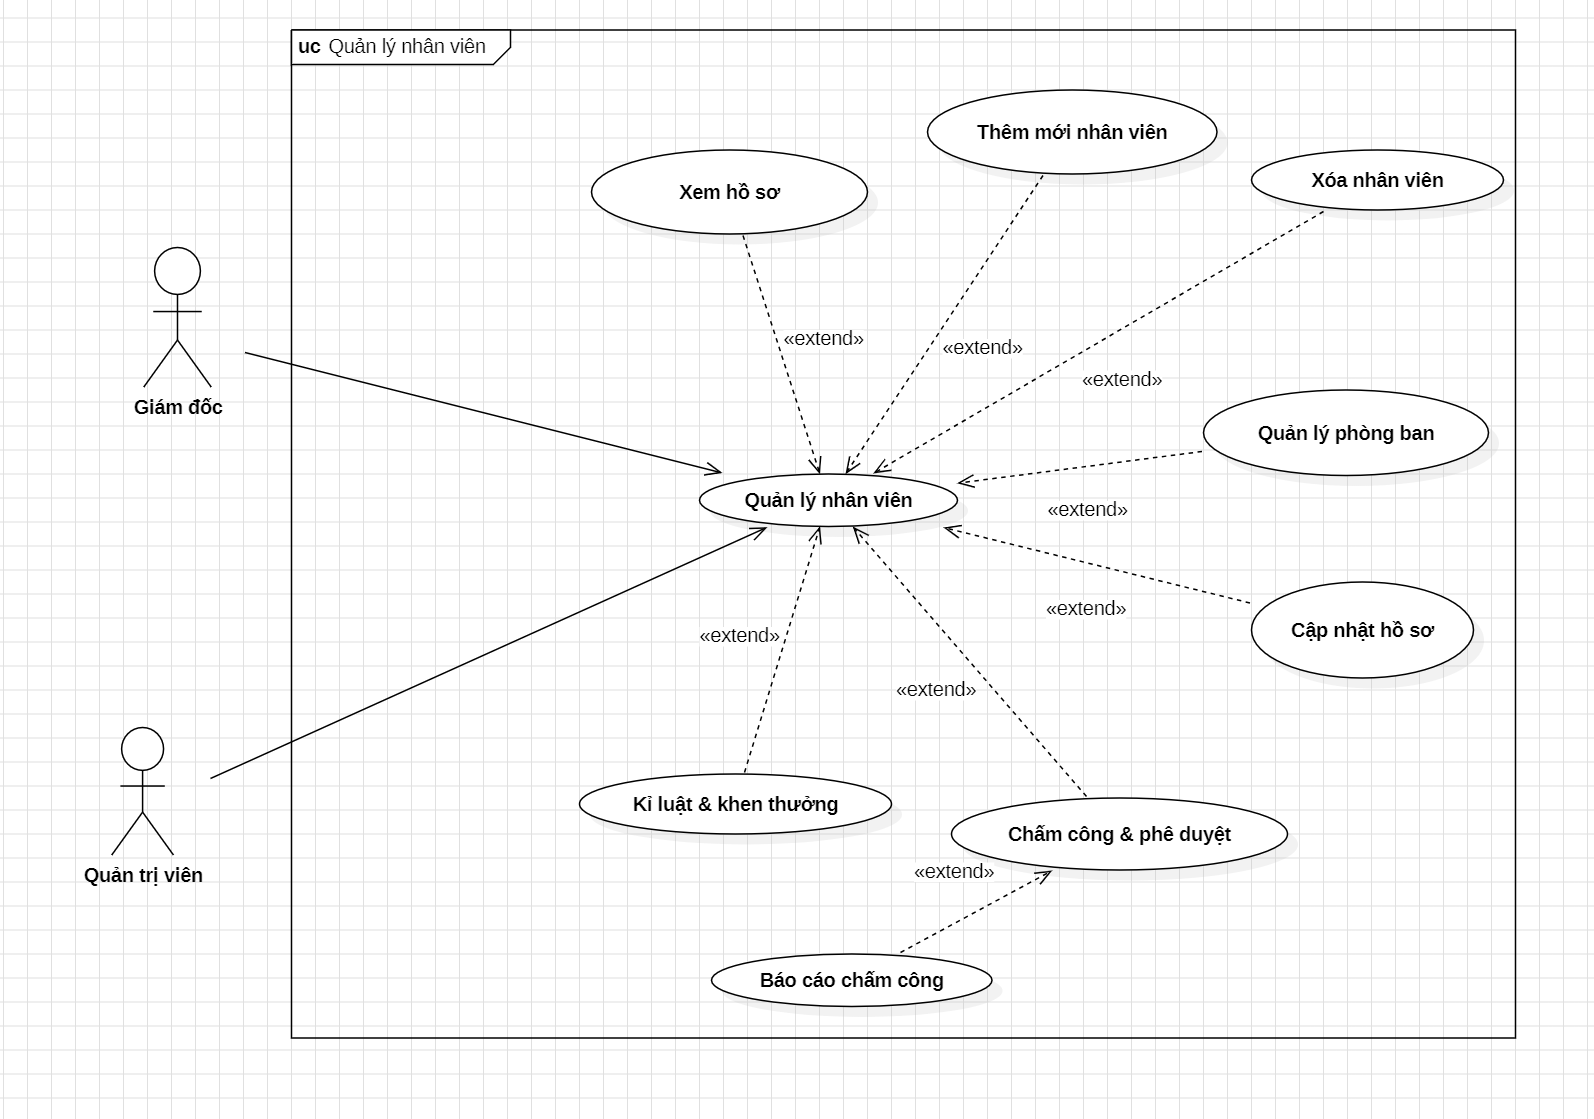 uc Quản lý nhân viên
Thêm mới nhân viên
Xem hồ sơ
Xóa nhân viên
«extend»
«extend»
«extend»
Giám đốc
Quản lý phòng ban
Quản lý nhân viên
«extend»
«extend»
Cập nhật hồ sơ
«extend»
«extend»
Kỉ luật & khen thưởng
Chấm công & phê duyệt
«extend»
Quản trị viên
Báo cáo chấm công